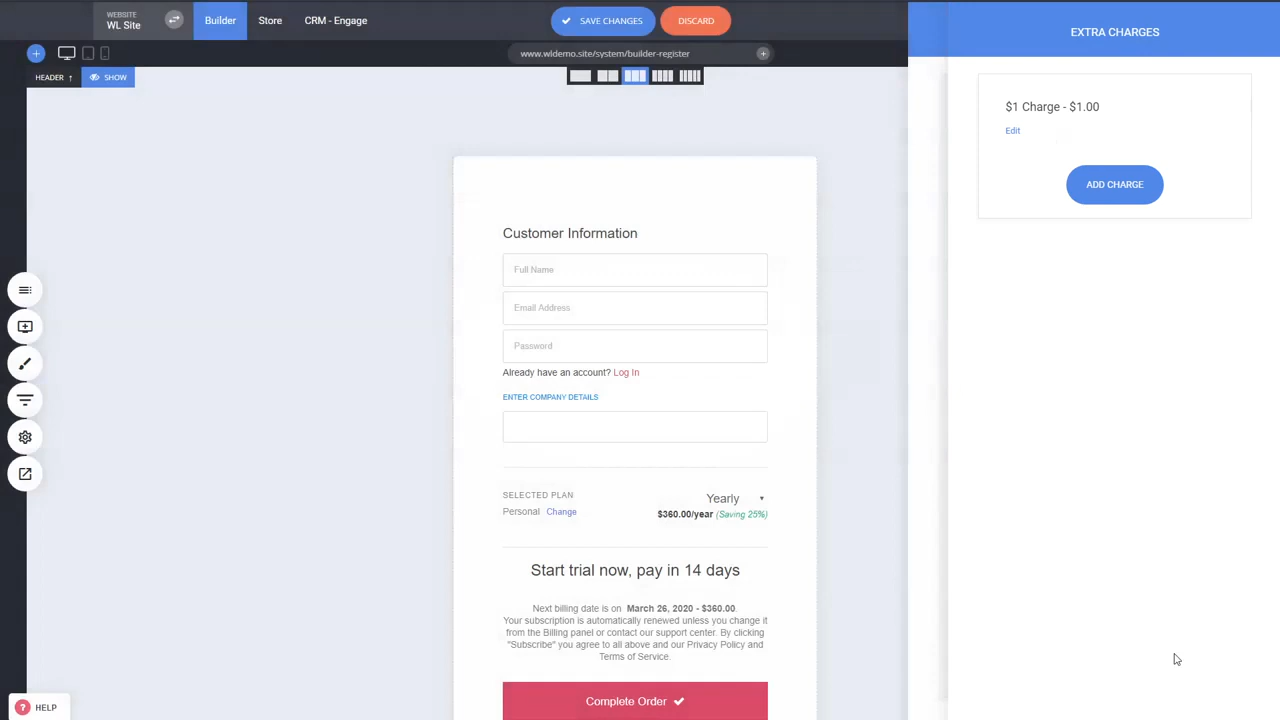 WEBSITE
WL Site
Builder
Store
CRM - Engage
SAVE CHANGES
DISCARD
EXTRA CHARGES
www.wldemo.site/system/builder-register
HEADER ↑
SHOW
$1 Charge - $1.00
Edit
ADD CHARGE
Customer Information
Full Name
Email Address
Password
Already have an account? Log In
ENTER COMPANY DETAILS
SELECTED PLAN
Yearly
Personal Change
$360.00/year (Saving 25%)
Start trial now, pay in 14 days
Next billing date is on March 26, 2020 - $360.00.
Your subscription is automatically renewed unless you change it
from the Billing panel or contact our support center. By clicking
"Subscribe" you agree to all above and our Privacy Policy and
Terms of Service.
Complete Order
? HELP